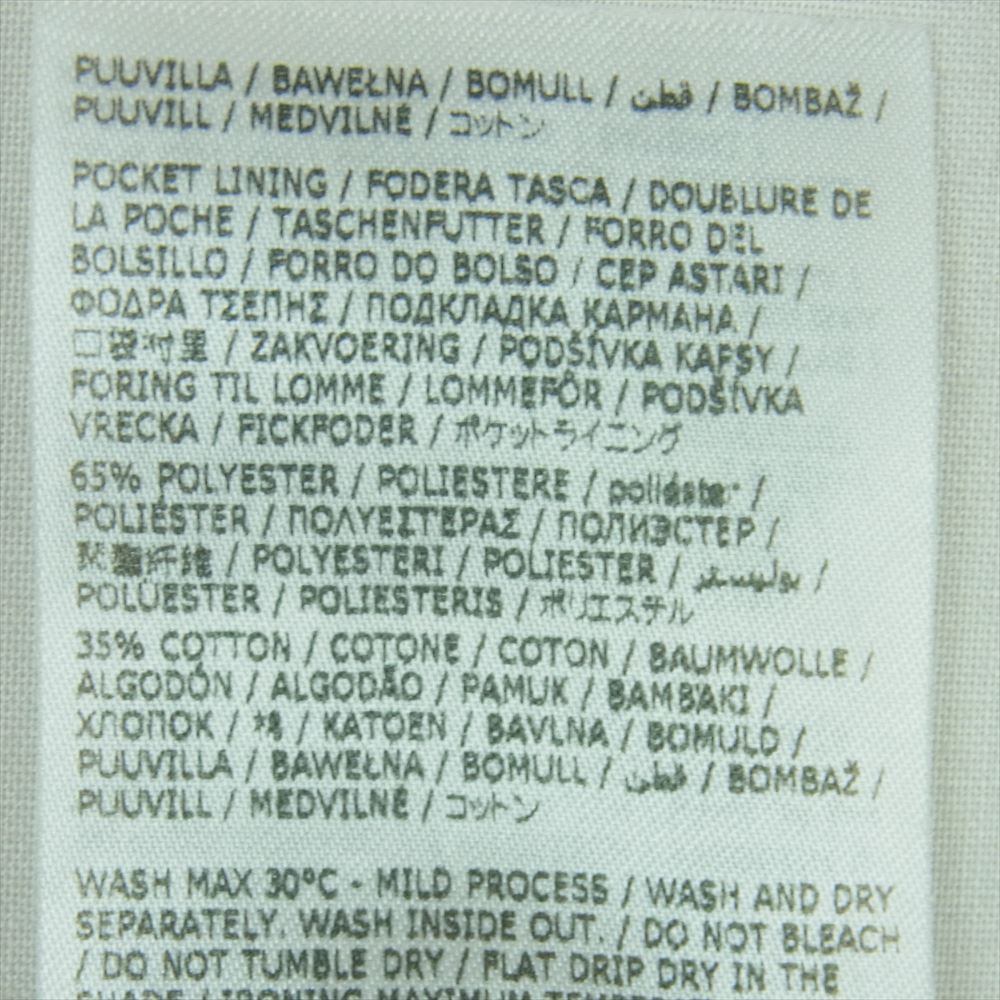 PUUVILLA / BAWEŁNA / BOMULL / قطن / BOMBAŽ /
PUUVILL / MEDVILNĖ / コットン
POCKET LINING / FODERA TASCA / DOUBLURE DE
LA POCHE / TASCHENFUTTER / FORRO DEL
BOLSILLO / FORRO DO BOLSO / CEP ASTARI /
ΦΟΔΡΑ ΤΣΕΠΗΣ / ПОДКЛАДКА КАРМАНА /
口袋衬里 / ZAKVOERING / PODŠÍVKA KAPSY /
FORING TIL LOMME / LOMMEFÔR / PODŠÍVKA
VRECKA / FICKFODER / ポケットライニング
65% POLYESTER / POLIESTERE / poliéster /
POLIÉSTER / ΠΟΛΥΕΣΤΕΡΑΣ / ПОЛИЭСТЕР /
聚酯纤维 / POLYESTERI / POLIESTER / بوليستر /
POLÜESTER / POLIESTERIS / ポリエステル
35% COTTON / COTONE / COTON / BAUMWOLLE /
ALGODÓN / ALGODÃO / PAMUK / ΒΑΜΒΑΚΙ /
ХЛОПОК / 棉 / KATOEN / BAVLNA / BOMULD /
PUUVILLA / BAWEŁNA / BOMULL / قطن / BOMBAŽ /
PUUVILL / MEDVILNĖ / コットン
WASH MAX 30°C - MILD PROCESS / WASH AND DRY
SEPARATELY. WASH INSIDE OUT. / DO NOT BLEACH
/ DO NOT TUMBLE DRY / FLAT DRIP DRY IN THE
SHADE / IRONING MAXIMUM